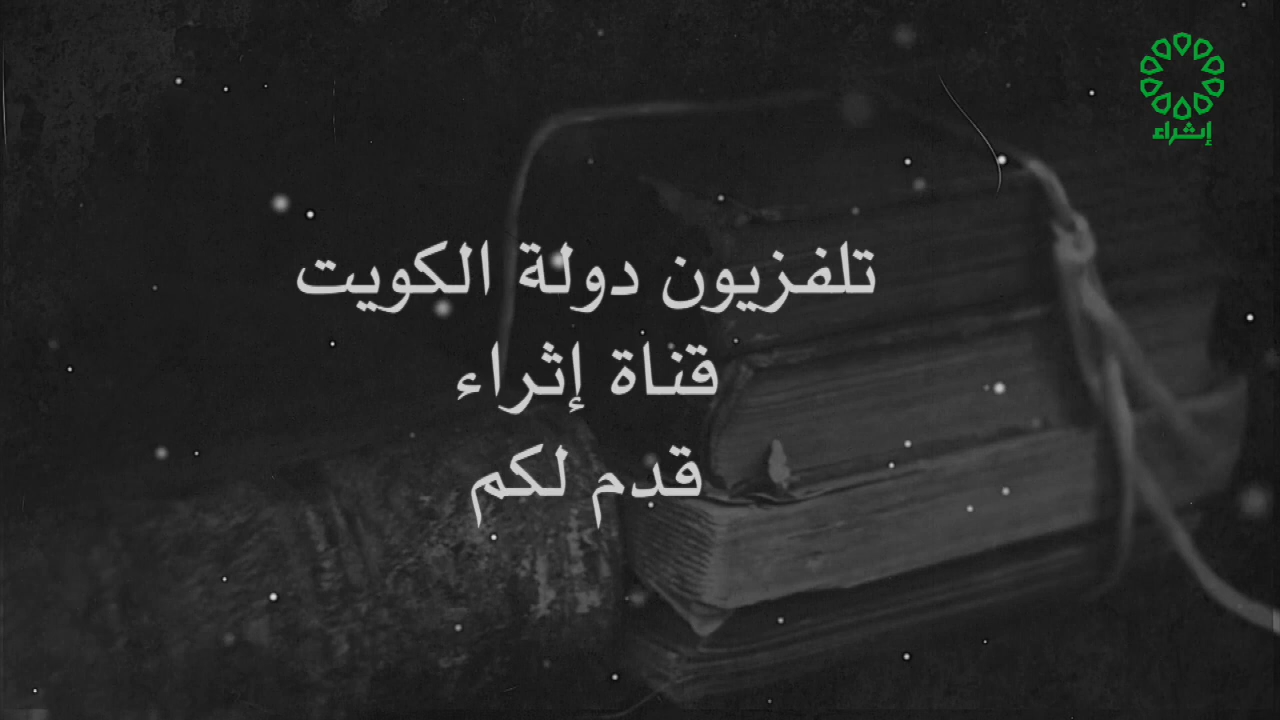 إثراء
تلفزيون دولة الكويت
قناة إثراء
قدم لكم